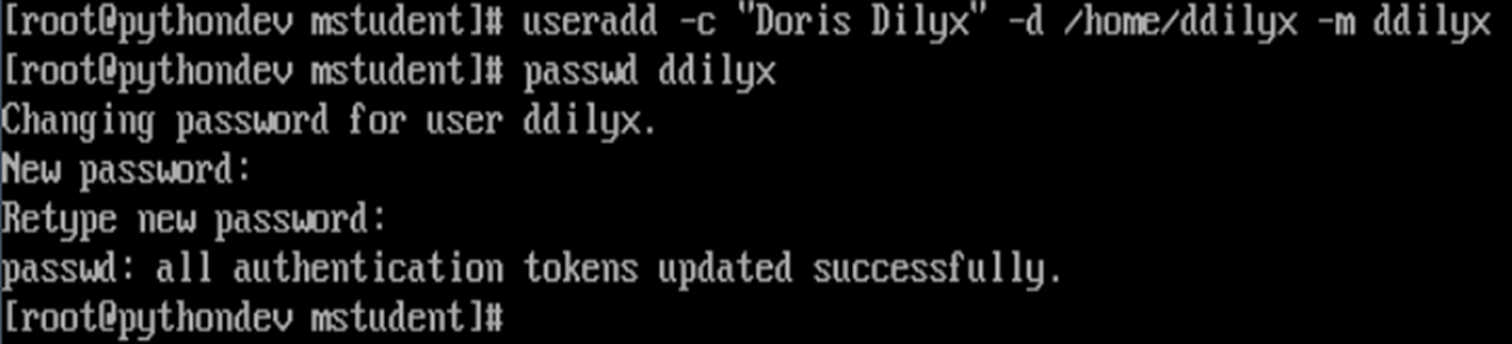 [root@pythondev mstudent]# useradd -c "Doris Dilyx" -d /home/ddilyx -m ddilyx
[root@pythondev mstudent]# passwd ddilyx
Changing password for user ddilyx.
New password:
Retype new password:
passwd: all authentication tokens updated successfully.
[root@pythondev mstudent]#